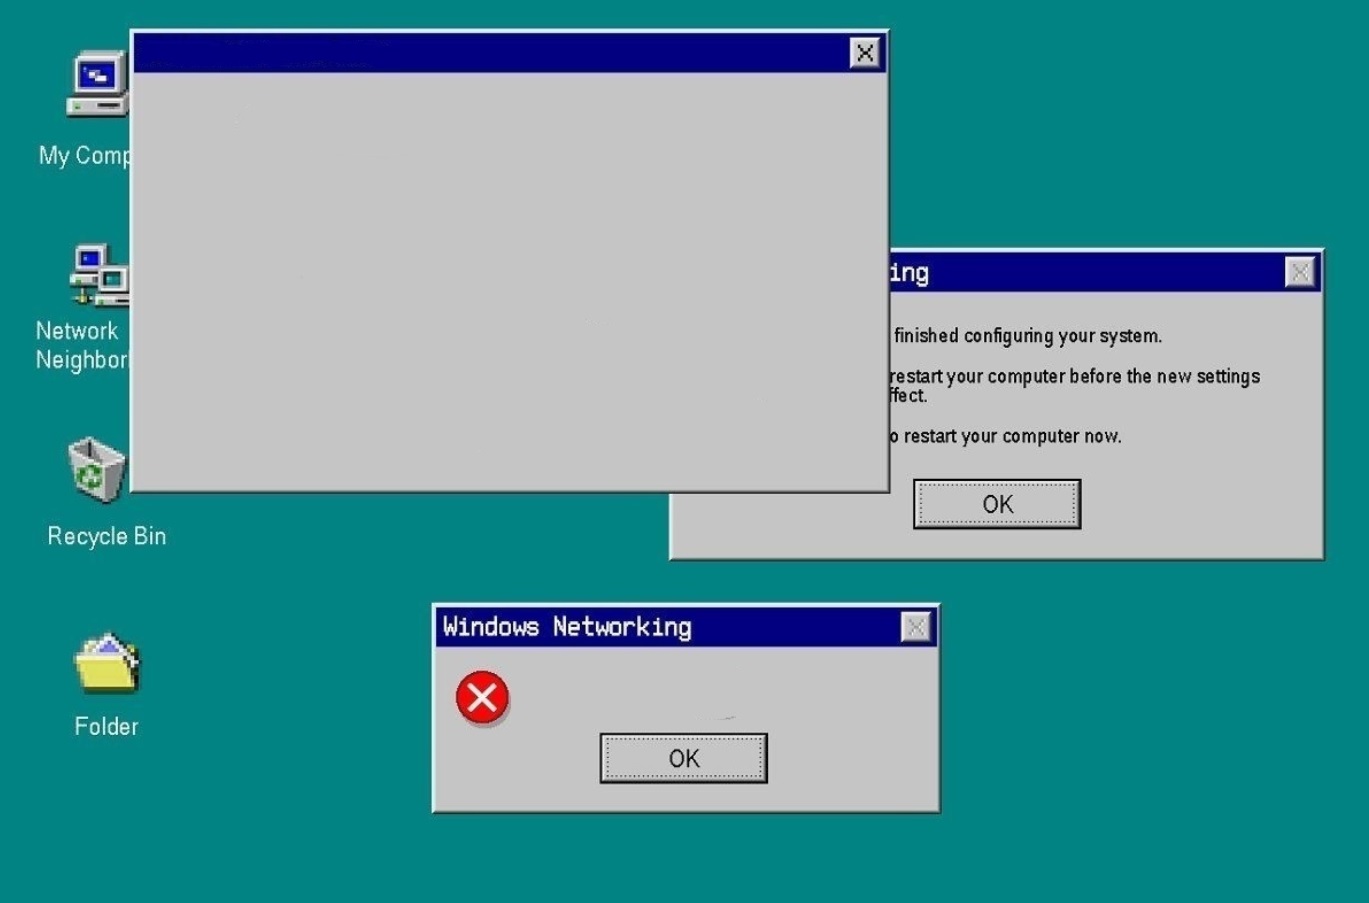 My Comp
Network
Neighbor
Recycle Bin
Folder
ing
finished configuring your system.
restart your computer before the new settings
ffect.
o restart your computer now.
OK
Windows Networking
OK